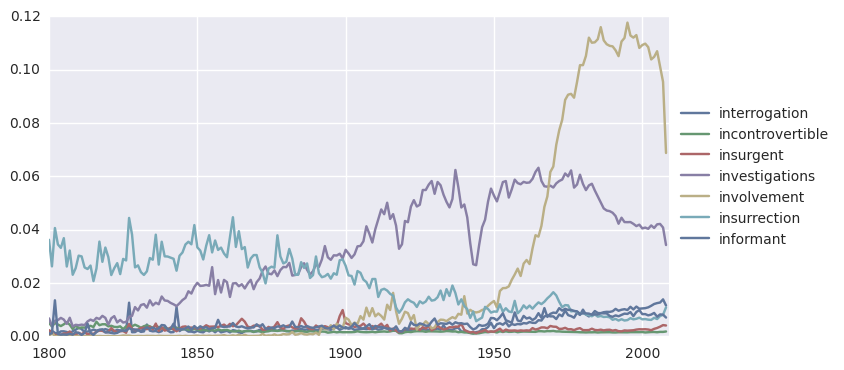 0.12
0.10
0.08
0.06
0.04
0.02
0.00
1800 1850 1900 1950 2000
interrogation
incontrovertible
insurgent
investigations
involvement
insurrection
informant